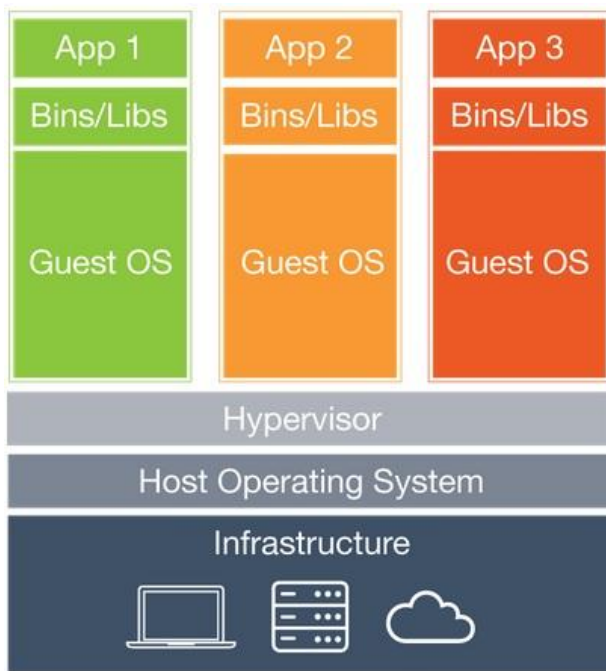 App 1
App 2
App 3
Bins/Libs
Bins/Libs
Bins/Libs
Guest OS
Guest OS
Guest OS
Hypervisor
Host Operating System
Infrastructure